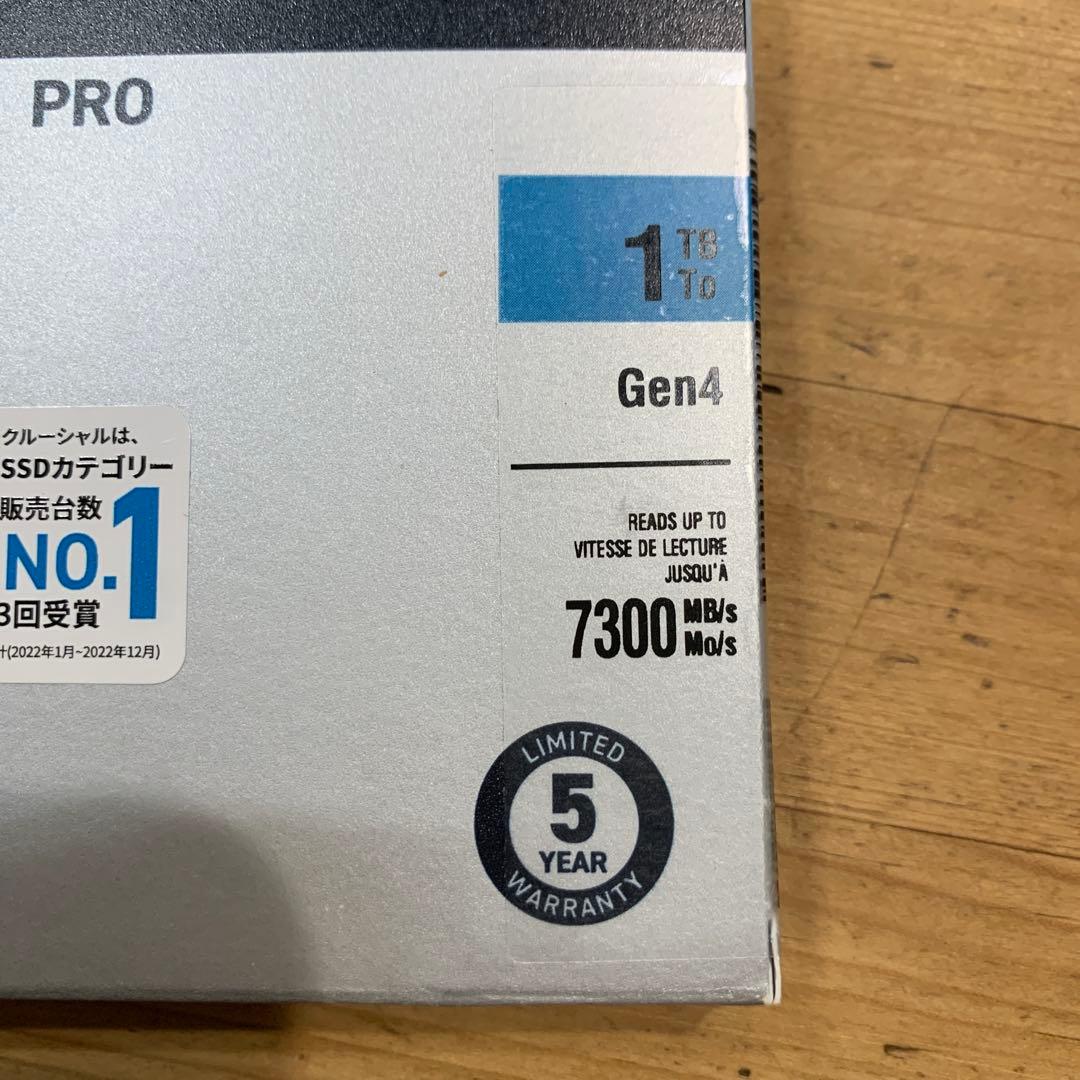 PRO
1 TB
To
Gen4
READS UP TO
VITESSE DE LECTURE
JUSQU'À
7300 MB/s
Mo/s
LIMITED
5
YEAR
WARRANTY
クルーシャルは、
SSDカテゴリー
販売台数
NO.1
3回受賞
計(2022年1月~2022年12月)